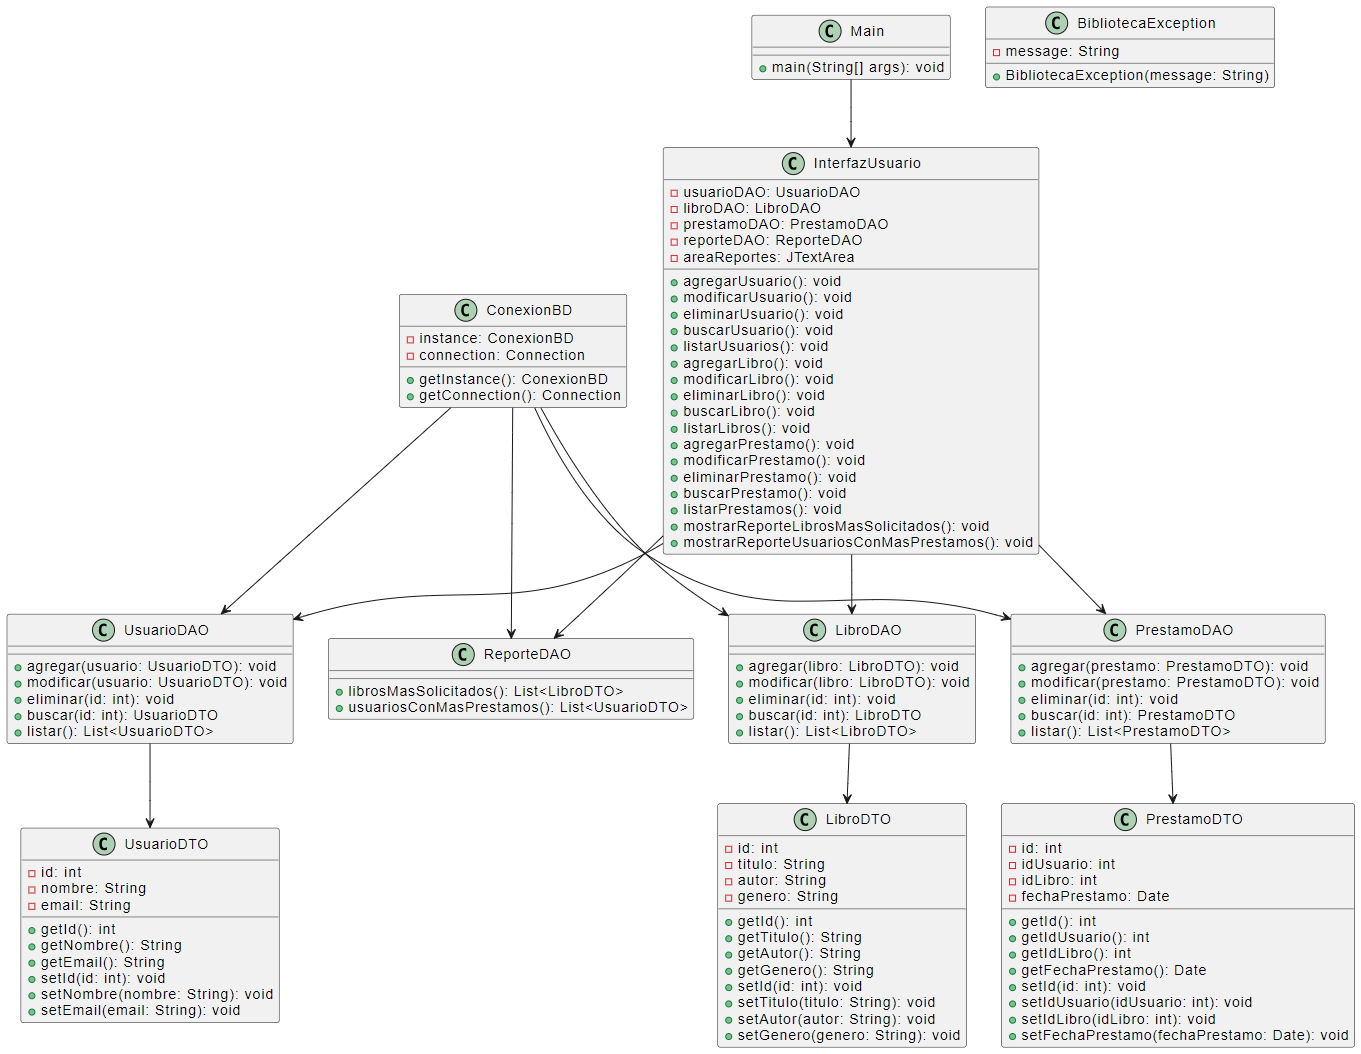 C Main
main(String[] args): void
C BibliotecaException
message: String
BibliotecaException(message: String)
C InterfazUsuario
usuarioDAO: UsuarioDAO
libroDAO: LibroDAO
prestamoDAO: PrestamoDAO
reporteDAO: ReporteDAO
areaReportes: JTextArea
agregarUsuario(): void
modificarUsuario(): void
eliminarUsuario(): void
buscarUsuario(): void
listarUsuarios(): void
agregarLibro(): void
modificarLibro(): void
eliminarLibro(): void
buscarLibro(): void
listarLibros(): void
agregarPrestamo(): void
modificarPrestamo(): void
eliminarPrestamo(): void
buscarPrestamo(): void
listarPrestamos(): void
mostrarReporteLibrosMasSolicitados(): void
mostrarReporteUsuariosConMasPrestamos(): void
C ConexionBD
instance: ConexionBD
connection: Connection
getInstance(): ConexionBD
getConnection(): Connection
C UsuarioDAO
agregar(usuario: UsuarioDTO): void
modificar(usuario: UsuarioDTO): void
eliminar(id: int): void
buscar(id: int): UsuarioDTO
listar(): List<UsuarioDTO>
C ReporteDAO
librosMasSolicitados(): List<LibroDTO>
usuariosConMasPrestamos(): List<UsuarioDTO>
C LibroDAO
agregar(libro: LibroDTO): void
modificar(libro: LibroDTO): void
eliminar(id: int): void
buscar(id: int): LibroDTO
listar(): List<LibroDTO>
C PrestamoDAO
agregar(prestamo: PrestamoDTO): void
modificar(prestamo: PrestamoDTO): void
eliminar(id: int): void
buscar(id: int): PrestamoDTO
listar(): List<PrestamoDTO>
C UsuarioDTO
id: int
nombre: String
email: String
getId(): int
getNombre(): String
getEmail(): String
setId(id: int): void
setNombre(nombre: String): void
setEmail(email: String): void
C LibroDTO
id: int
titulo: String
autor: String
genero: String
getId(): int
getTitulo(): String
getAutor(): String
getGenero(): String
setId(id: int): void
setTitulo(titulo: String): void
setAutor(autor: String): void
setGenero(genero: String): void
C PrestamoDTO
id: int
idUsuario: int
idLibro: int
fechaPrestamo: Date
getId(): int
getIdUsuario(): int
getIdLibro(): int
getFechaPrestamo(): Date
setId(id: int): void
setIdUsuario(idUsuario: int): void
setIdLibro(idLibro: int): void
setFechaPrestamo(fechaPrestamo: Date): void